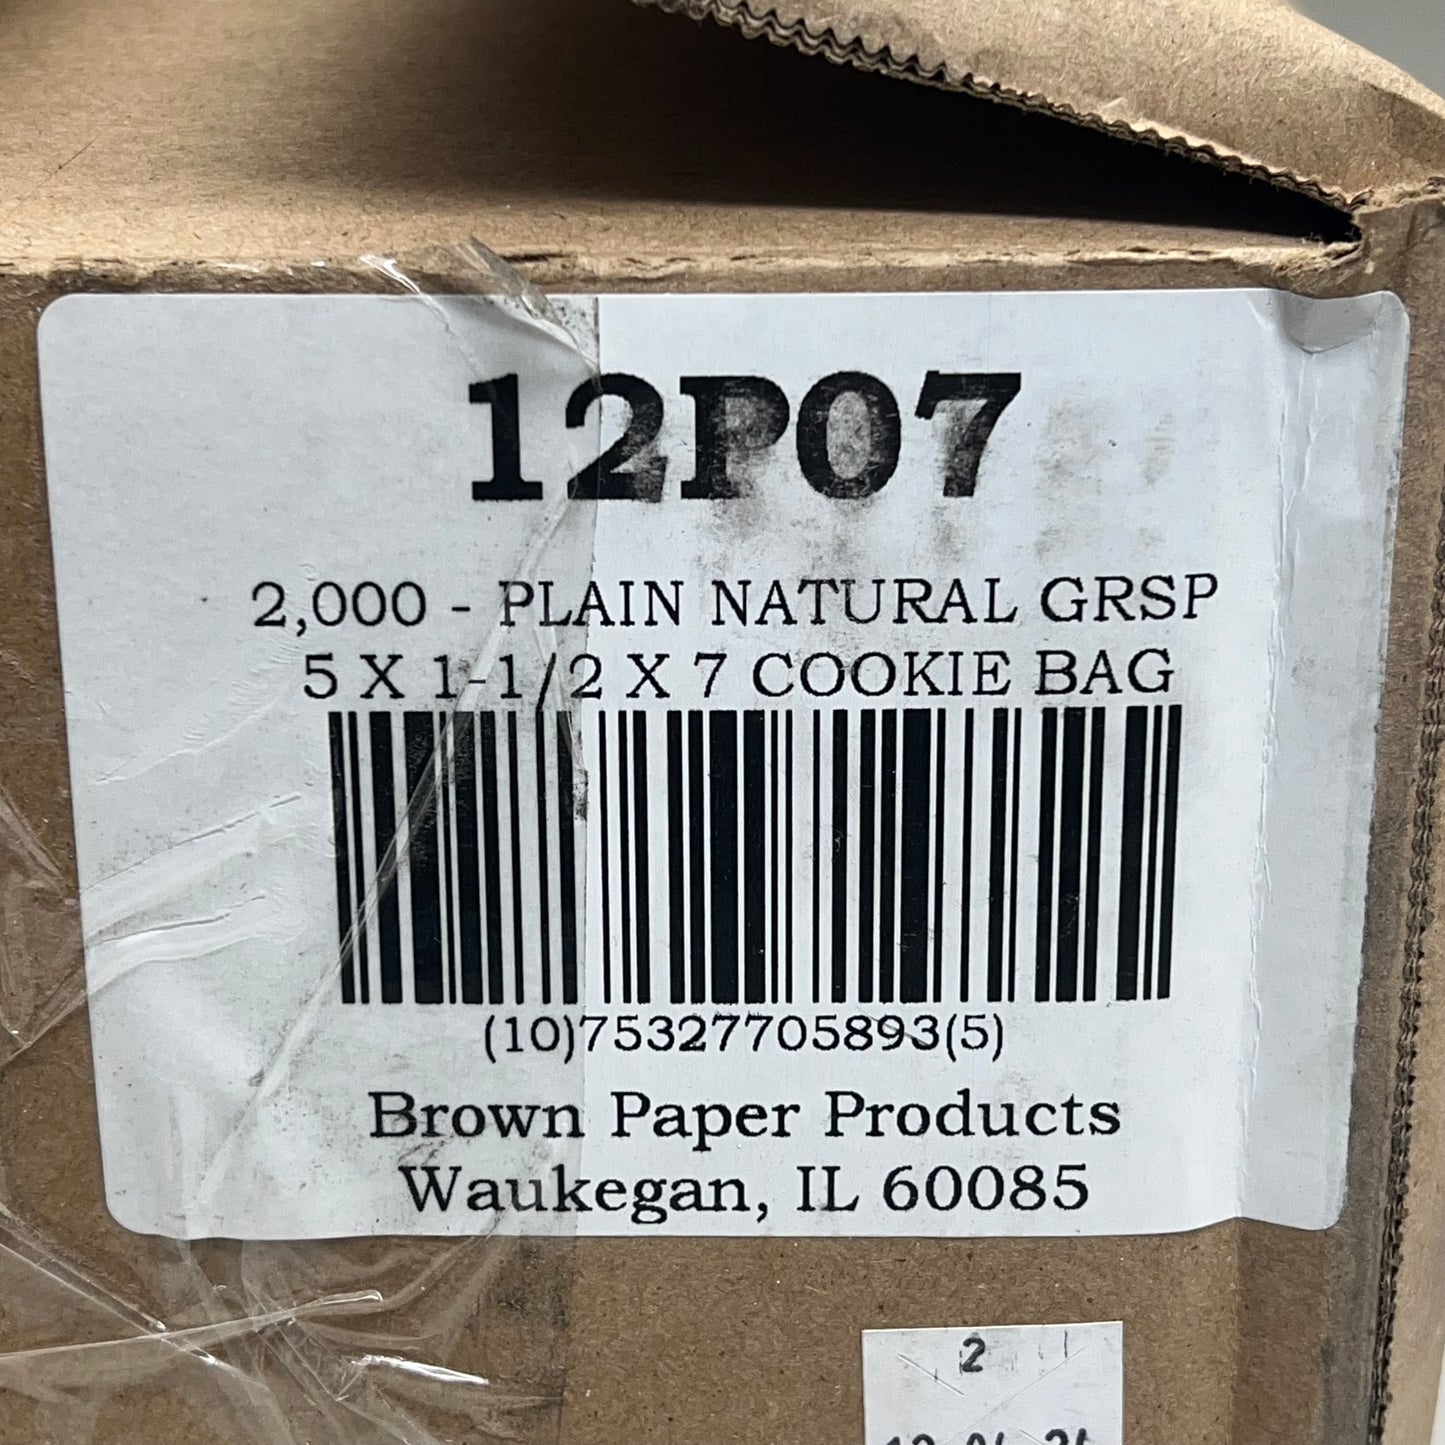 12P07
2,000 - PLAIN NATURAL GRSP
5 X 1-1/2 X 7 COOKIE BAG
(10)75327705893(5)
Brown Paper Products
Waukegan, IL 60085
2